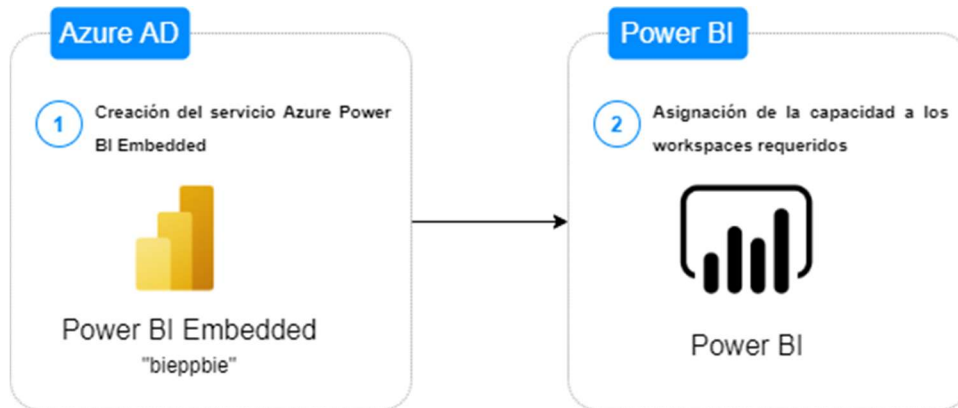 Azure AD
1
Creación del servicio Azure Power
BI Embedded
Power BI Embedded
"bieppbie"
Power BI
2
Asignación de la capacidad a los
workspaces requeridos
Power BI